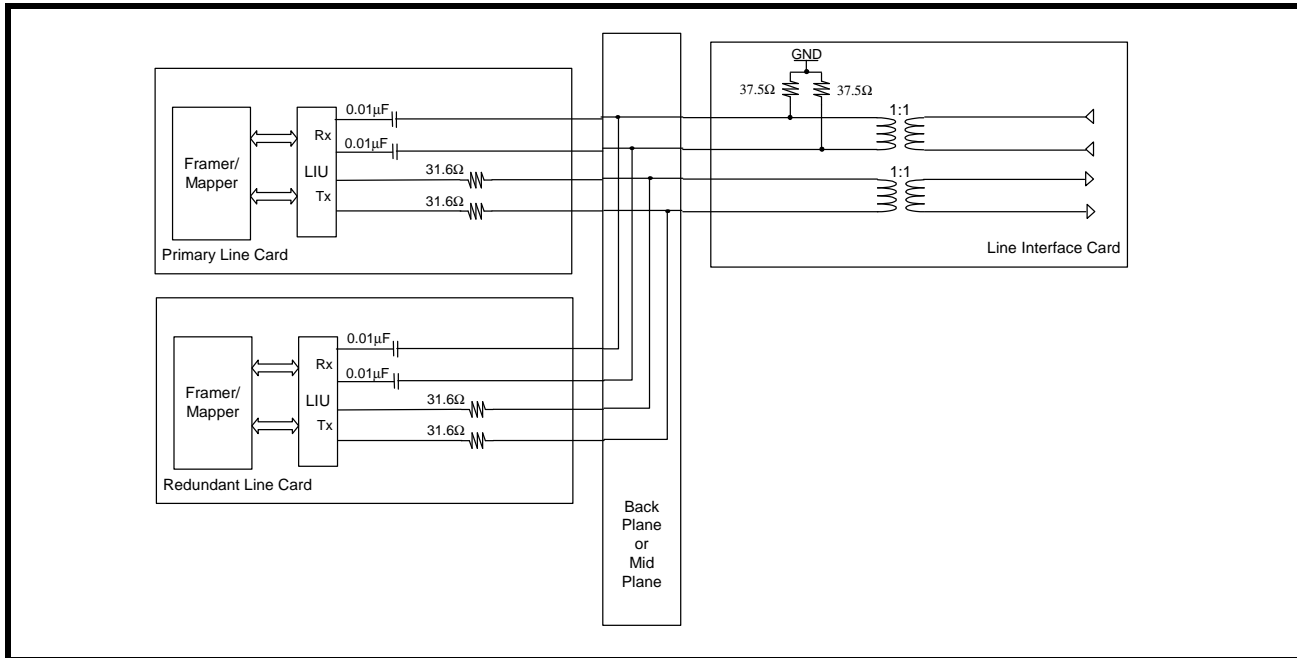 GND
37.5Ω 37.5Ω
0.01μF
Rx
0.01μF
Framer/
Mapper
LIU
31.6Ω
Tx
31.6Ω
Primary Line Card
1:1
1:1
Line Interface Card
0.01μF
Rx
0.01μF
Framer/
Mapper
LIU
31.6Ω
Tx
31.6Ω
Redundant Line Card
Back
Plane
or
Mid
Plane